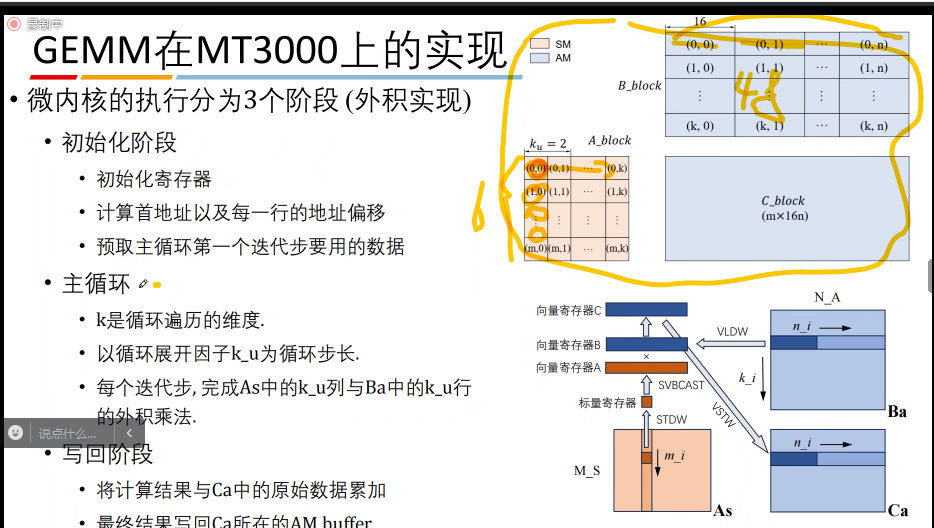 录制中
GEMM在MT3000上的实现
• 微内核的执行分为3个阶段 (外积实现)
• 初始化阶段
• 初始化寄存器
• 计算首地址以及每一行的地址偏移
• 预取主循环第一个迭代步要用的数据
• 主循环
• k是循环遍历的维度.
• 以循环展开因子k_u为循环步长.
• 每个迭代步, 完成As中的k_u列与Ba中的k_u行
的外积乘法.
说点什么...
• 写回阶段
• 将计算结果与Ca中的原始数据累加
• 最终结果写回Ca所在的AM buffer
SM
AM
16
B_block
(0, 0) (0, 1) ⋯ (0, n)
(1, 0) (1, 1) ⋯ (1, n)
⋮ ⋮ ⋮ ⋮
(k, 0) (k, 1) ⋯ (k, n)
48
k_u = 2
A_block
(0,0) (0,1) ⋯ (0,k)
(1,0) (1,1) ⋯ (1,k)
⋮ ⋮ ⋮
(m,0) (m,1) ⋯ (m,k)
6
C_block
(m×16n)
向量寄存器C
向量寄存器B
×
向量寄存器A
SVBCAST
标量寄存器
STDW
VLDW
VSTW
M_S
m_i
As
N_A
n_i
k_i
Ba
n_i
Ca